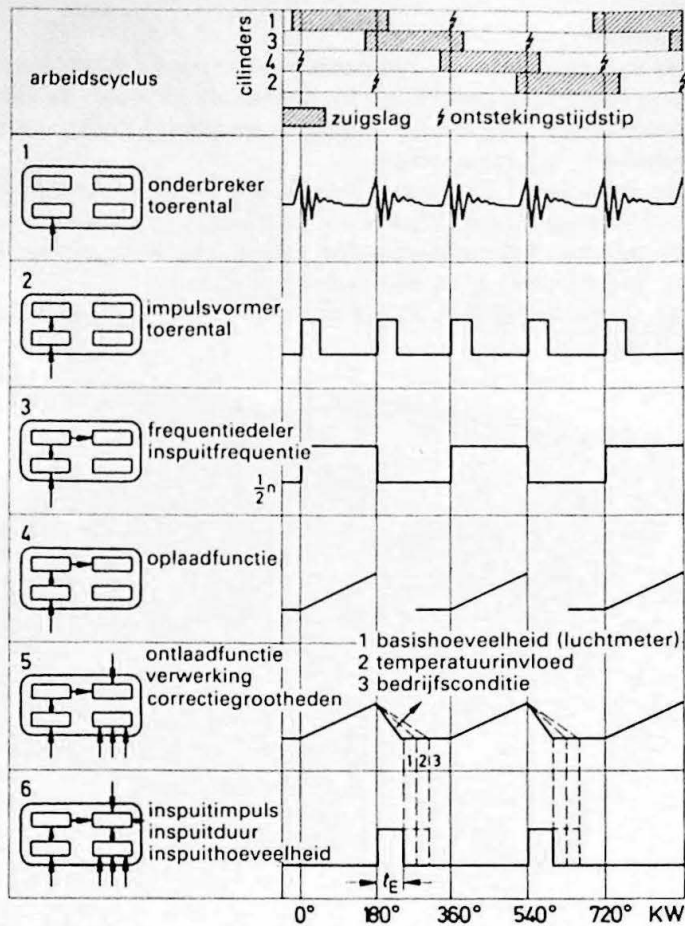 cilinders
1
3
4
2
arbeidscyclus
zuigslag
ontstekingstijdstip
1
onderbreker
toerental
2
impulsvormer
toerental
3
frequentiedeler
inspuitfrequentie
½n
4
oplaadfunctie
5
ontlaadfunctie
verwerking
correctiegrootheden
1 basishoeveelheid (luchtmeter)
2 temperatuurinvloed
3 bedrijfsconditie
1 2 3
6
inspuitimpuls
inspuitduur
inspuithoeveelheid
tE
0° 180° 360° 540° 720° KW